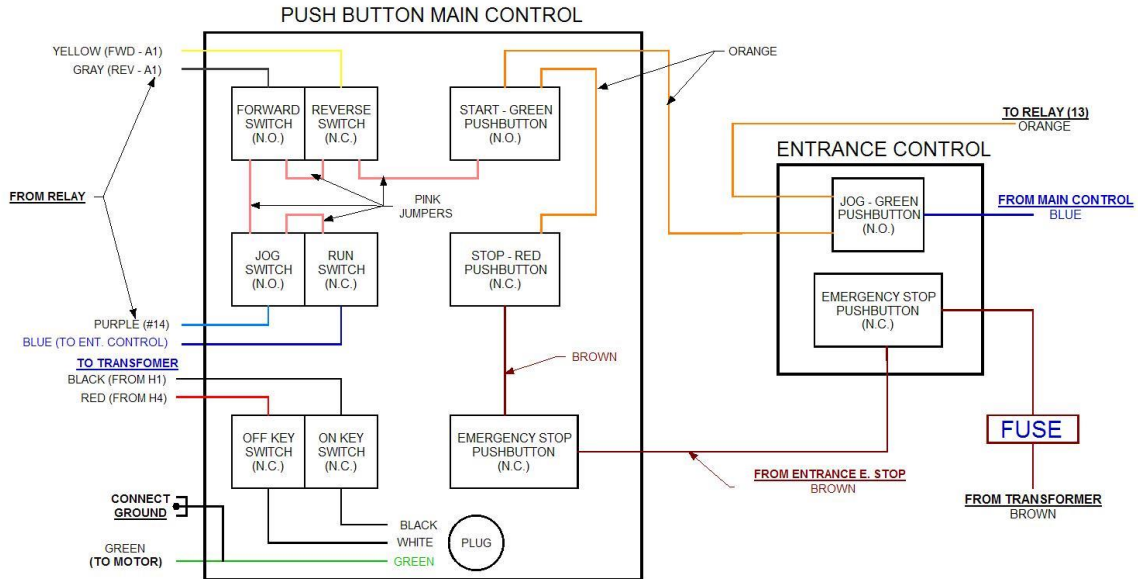 PUSH BUTTON MAIN CONTROL
YELLOW (FWD - A1)
GRAY (REV - A1)
ORANGE
FORWARD
SWITCH
(N.O.)
REVERSE
SWITCH
(N.C.)
START - GREEN
PUSHBUTTON
(N.O.)
TO RELAY (13)
ORANGE
ENTRANCE CONTROL
FROM RELAY
PINK
JUMPERS
JOG - GREEN
PUSHBUTTON
(N.O.)
FROM MAIN CONTROL
BLUE
JOG
SWITCH
(N.O.)
RUN
SWITCH
(N.C.)
STOP - RED
PUSHBUTTON
(N.C.)
EMERGENCY STOP
PUSHBUTTON
(N.C.)
PURPLE (#14)
BLUE (TO ENT. CONTROL)
TO TRANSFOMER
BLACK (FROM H1)
RED (FROM H4)
BROWN
OFF KEY
SWITCH
(N.C.)
ON KEY
SWITCH
(N.C.)
EMERGENCY STOP
PUSHBUTTON
(N.C.)
FUSE
FROM ENTRANCE E. STOP
BROWN
FROM TRANSFORMER
BROWN
CONNECT
GROUND
BLACK
WHITE
GREEN
PLUG
GREEN
(TO MOTOR)